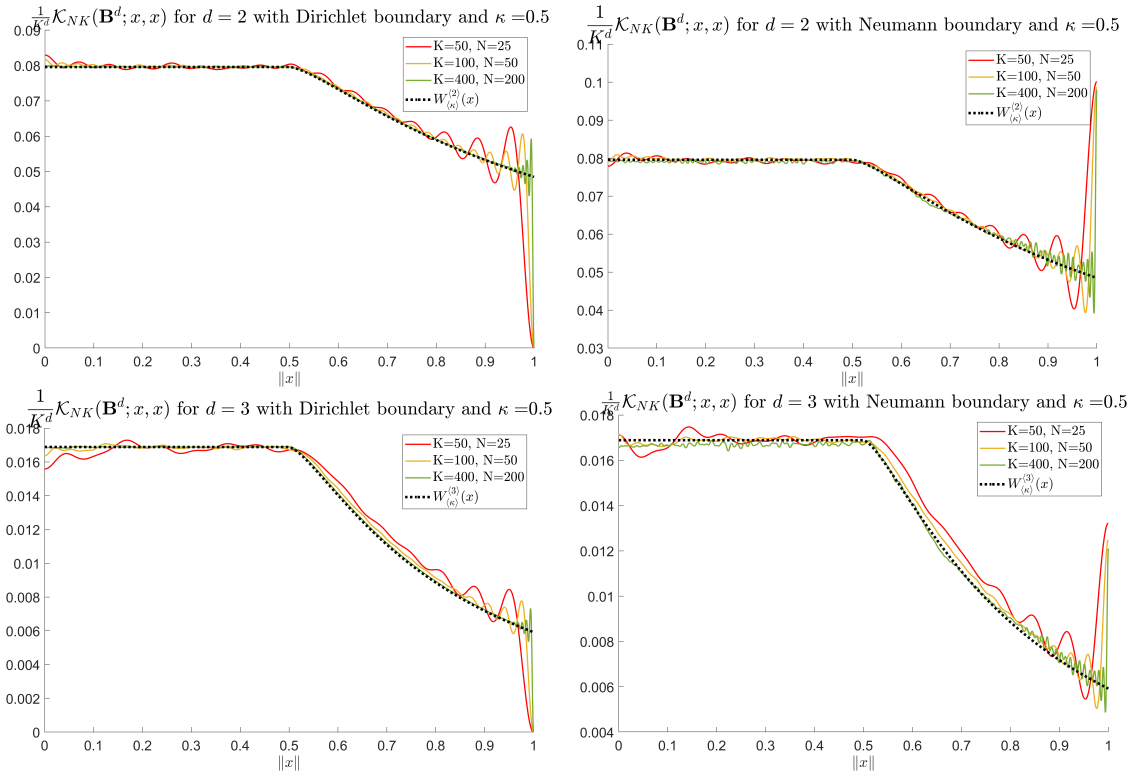 1/K^d 𝒦_{NK}(𝐁^d; x, x) for d = 2 with Dirichlet boundary and κ = 0.5
0.09
0.08
0.07
0.06
0.05
0.04
0.03
0.02
0.01
0
K=50, N=25
K=100, N=50
K=400, N=200
W^{(2)}_{⟨κ⟩}(x)
0 0.1 0.2 0.3 0.4 0.5 0.6 0.7 0.8 0.9 1
∥x∥
1/K^d 𝒦_{NK}(𝐁^d; x, x) for d = 2 with Neumann boundary and κ = 0.5
0.11
0.1
0.09
0.08
0.07
0.06
0.05
0.04
0.03
K=50, N=25
K=100, N=50
K=400, N=200
W^{(2)}_{⟨κ⟩}(x)
0 0.1 0.2 0.3 0.4 0.5 0.6 0.7 0.8 0.9 1
∥x∥
1/K^d 𝒦_{NK}(𝐁^d; x, x) for d = 3 with Dirichlet boundary and κ = 0.5
0.018
0.016
0.014
0.012
0.01
0.008
0.006
0.004
0.002
0
K=50, N=25
K=100, N=50
K=400, N=200
W^{(3)}_{⟨κ⟩}(x)
0 0.1 0.2 0.3 0.4 0.5 0.6 0.7 0.8 0.9 1
∥x∥
1/K^d 𝒦_{NK}(𝐁^d; x, x) for d = 3 with Neumann boundary and κ = 0.5
0.018
0.016
0.014
0.012
0.01
0.008
0.006
0.004
K=50, N=25
K=100, N=50
K=400, N=200
W^{(3)}_{⟨κ⟩}(x)
0 0.1 0.2 0.3 0.4 0.5 0.6 0.7 0.8 0.9 1
∥x∥